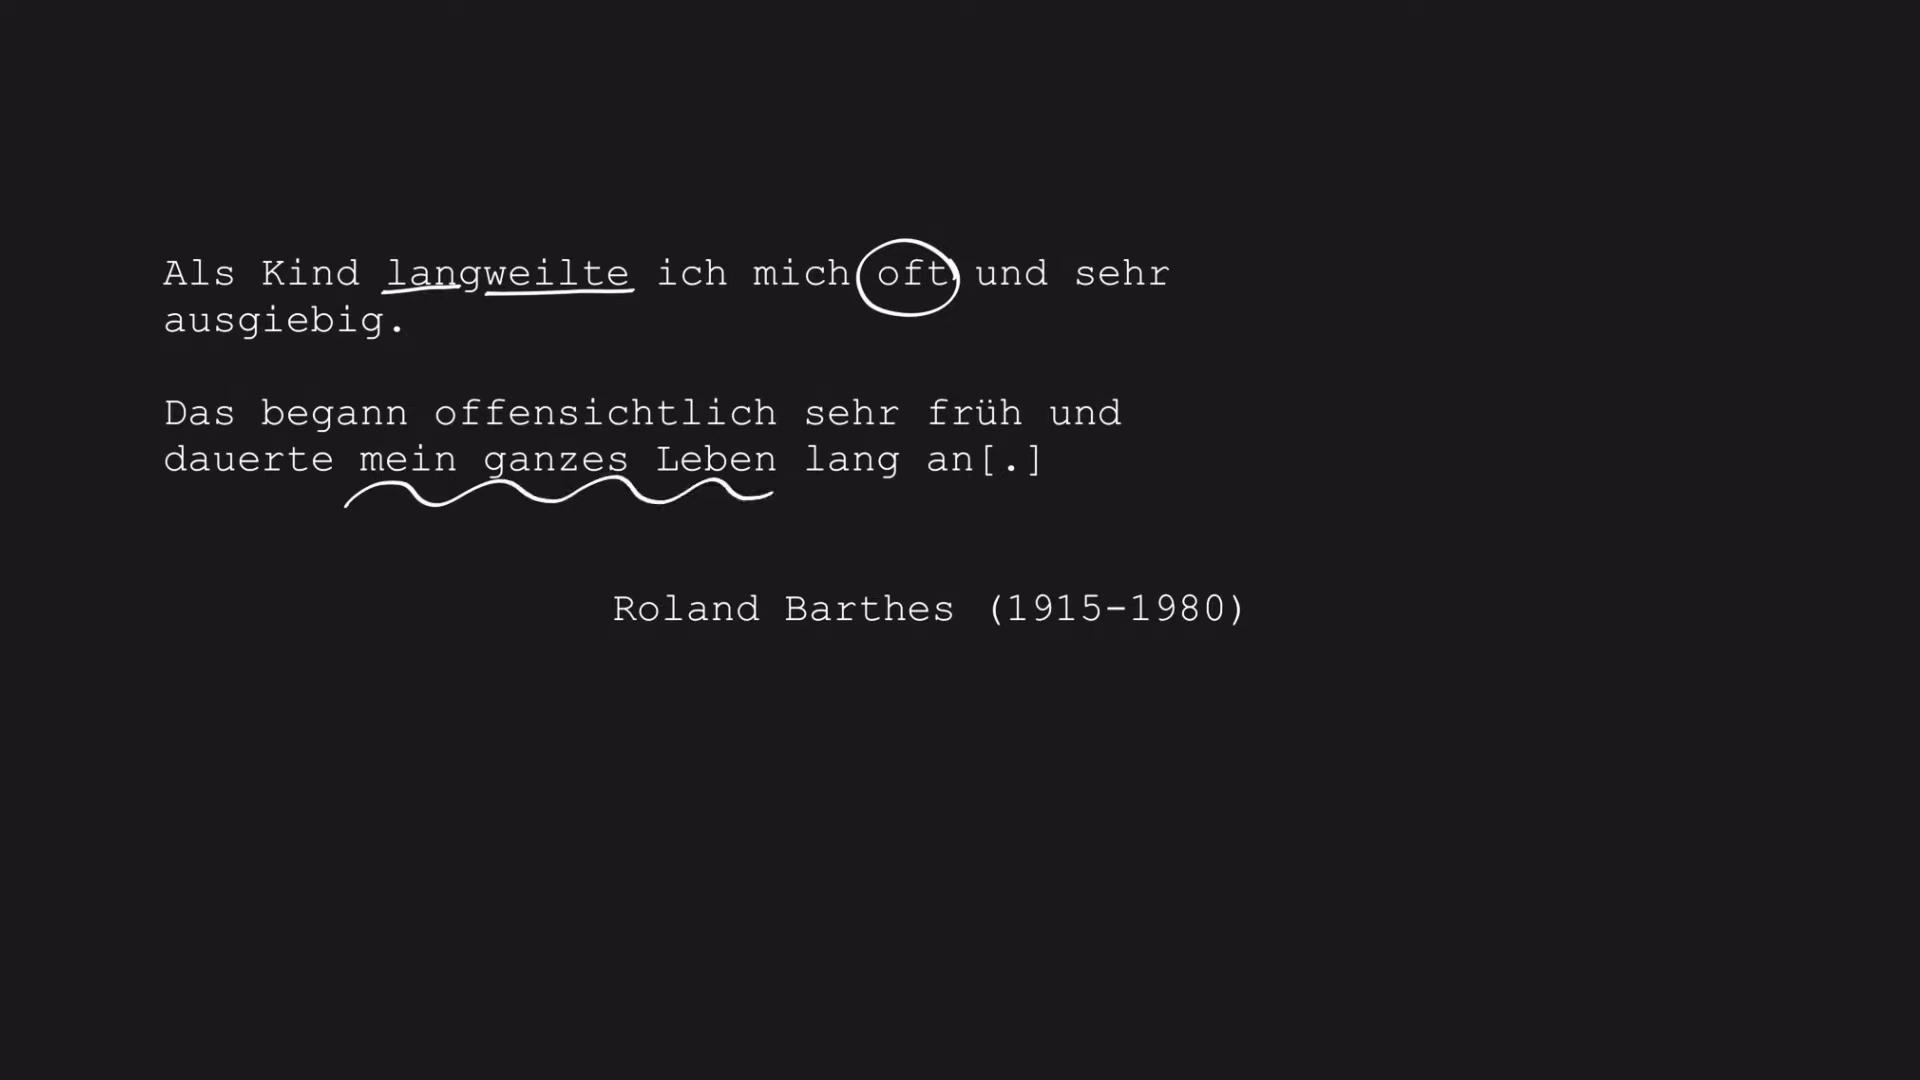 Als Kind langweilte ich mich oft und sehr
ausgiebig.
Das begann offensichtlich sehr früh und
dauerte mein ganzes Leben lang an[.]
Roland Barthes (1915-1980)